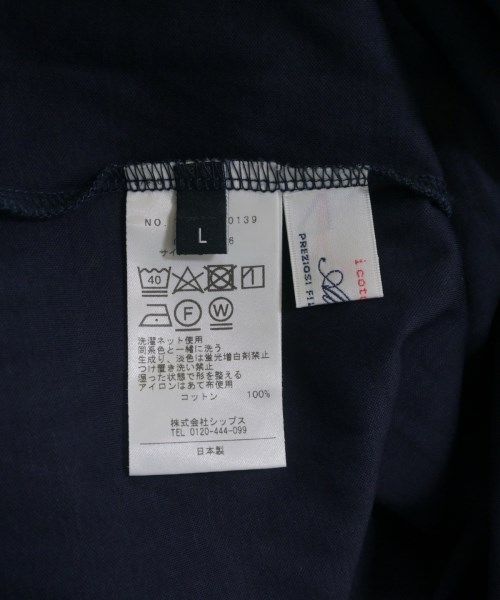 NO 0139
L
サイ 6
40
F W
洗濯ネット使用
同系色と一緒に洗う
生成り、淡色は蛍光増白剤禁止
つけ置き洗い禁止
湿った状態で形を整える
アイロンはあて布使用
コットン 100%
株式会社シップス
TEL 0120-444-099
日本製
i coto
PREZIOSI FI